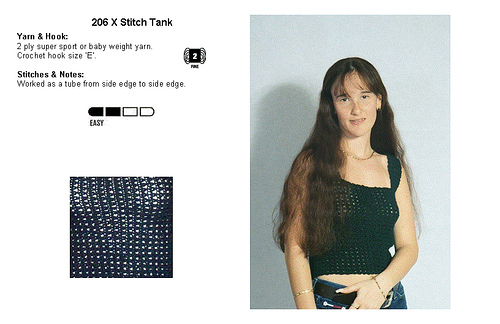 206 X Stitch Tank
Yarn & Hook:
2 ply super sport or baby weight yarn.
Crochet hook size 'E'.
2
FINE
Stitches & Notes:
Worked as a tube from side edge to side edge.
EASY